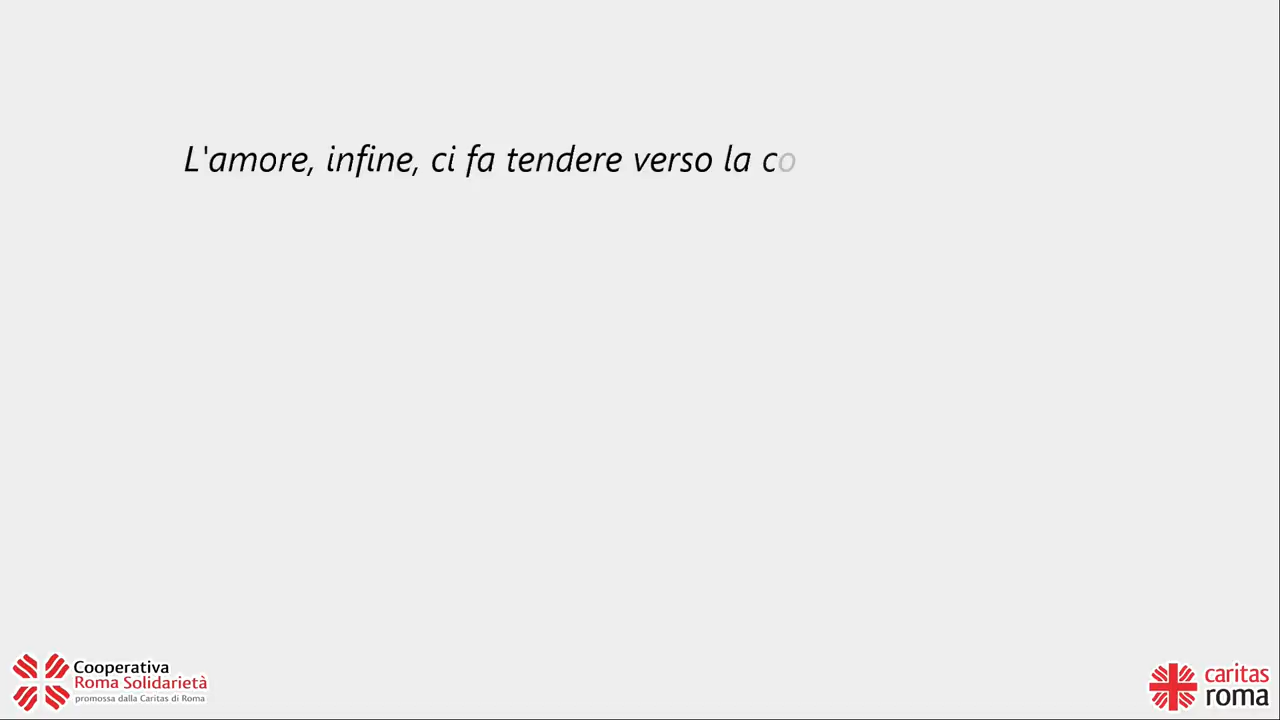 L'amore, infine, ci fa tendere verso la co
Cooperativa
Roma Solidarietà
promossa dalla Caritas di Roma
caritas
roma